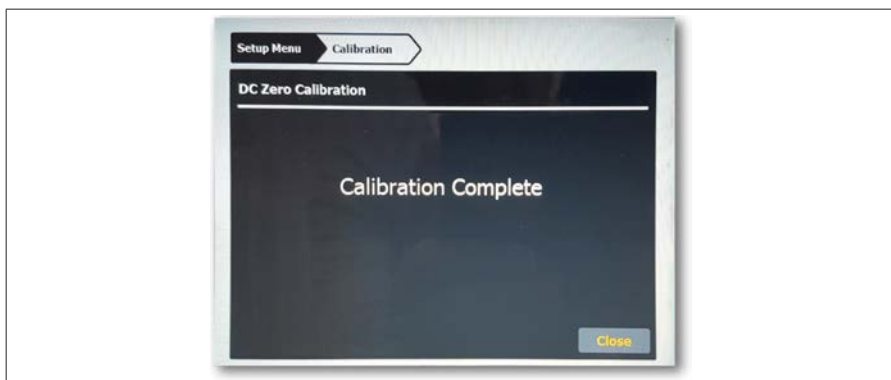 Setup Menu
Calibration
DC Zero Calibration
Calibration Complete
Close